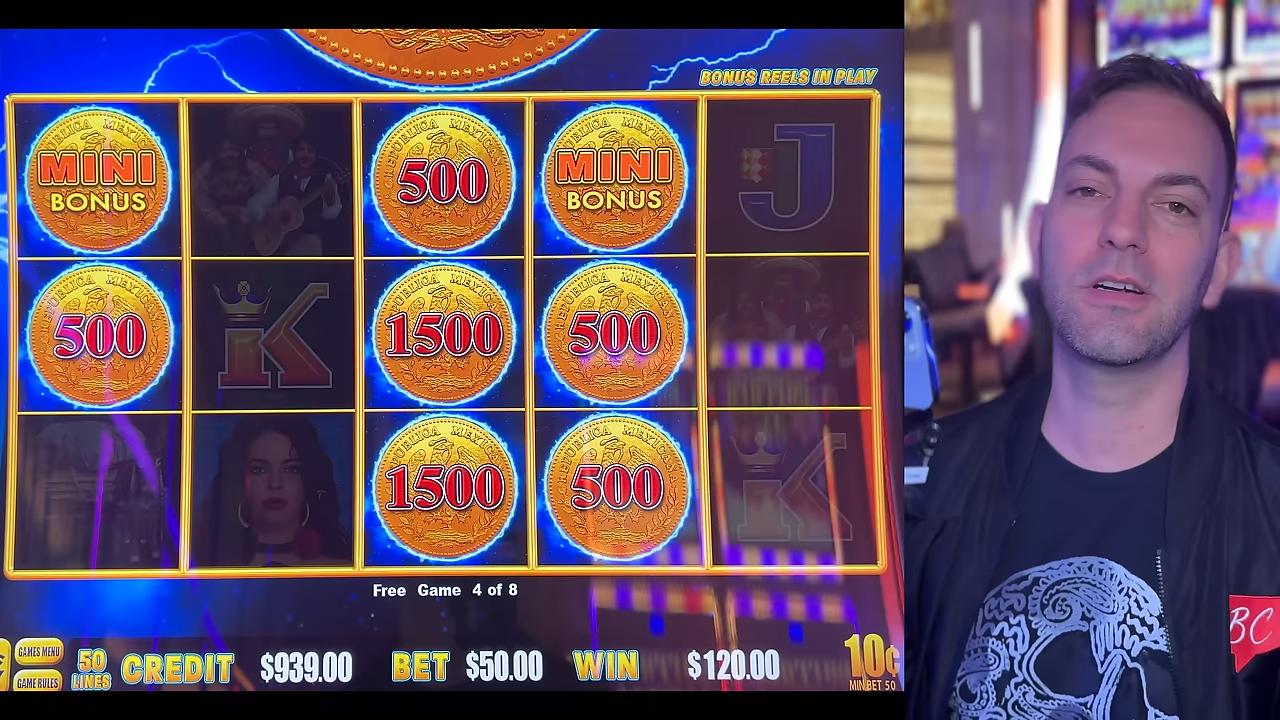 BONUS REELS IN PLAY
MINI
BONUS
500
MINI
BONUS
J
500
K
1500
500
1500
500
K
Free Game 4 of 8
GAMES MENU
GAME RULES
50
LINES
CREDIT $939.00 BET $50.00 WIN $120.00
10¢
MIN BET 50
BC